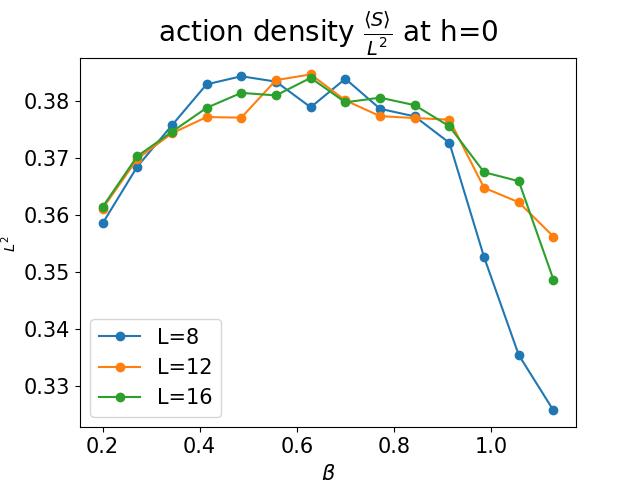 action density ⟨S⟩/L² at h=0
0.38
0.37
0.36
0.35
0.34
0.33
L²
L=8
L=12
L=16
0.2 0.4 0.6 0.8 1.0
β